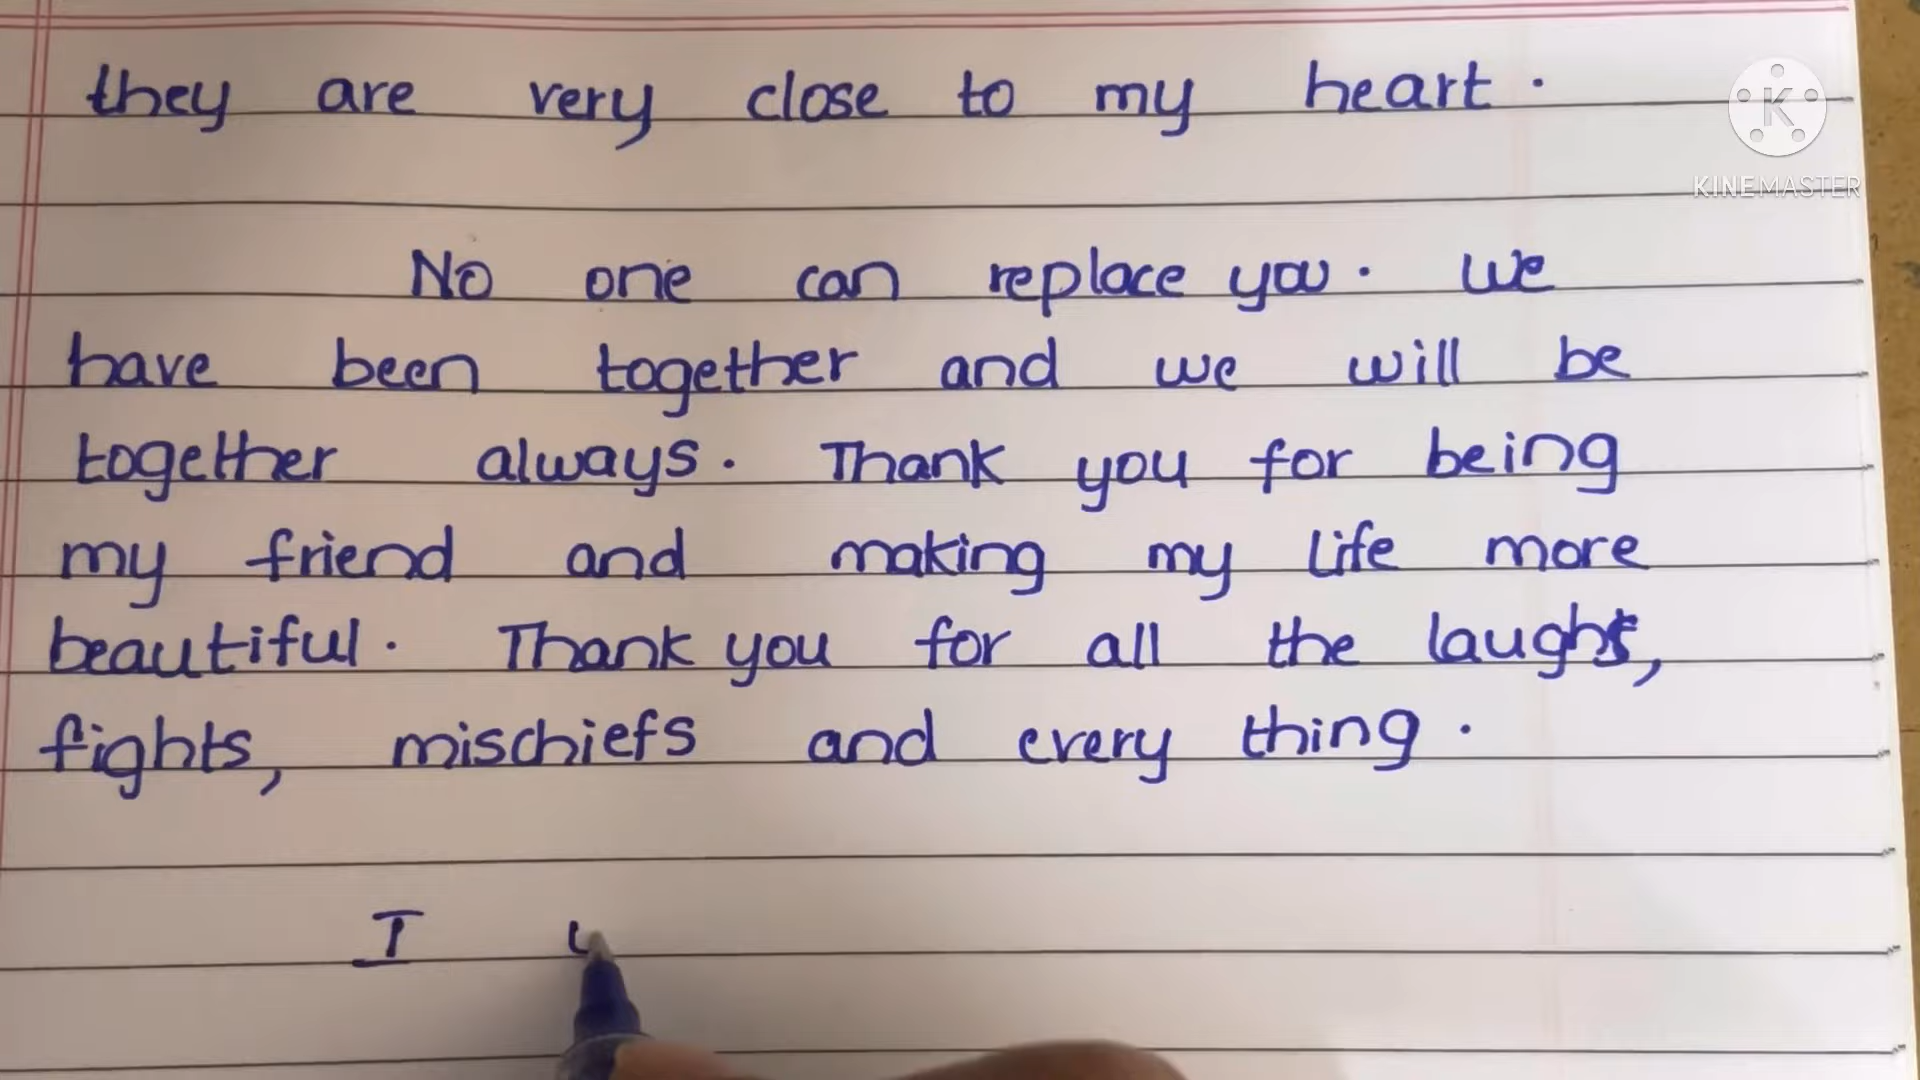 they are very close to my heart.
No one can replace you. We
have been together and we will be
together always. Thank you for being
my friend and making my life more
beautiful. Thank you for all the laughs,
fights, mischiefs and every thing.
I
K
KINEMASTER